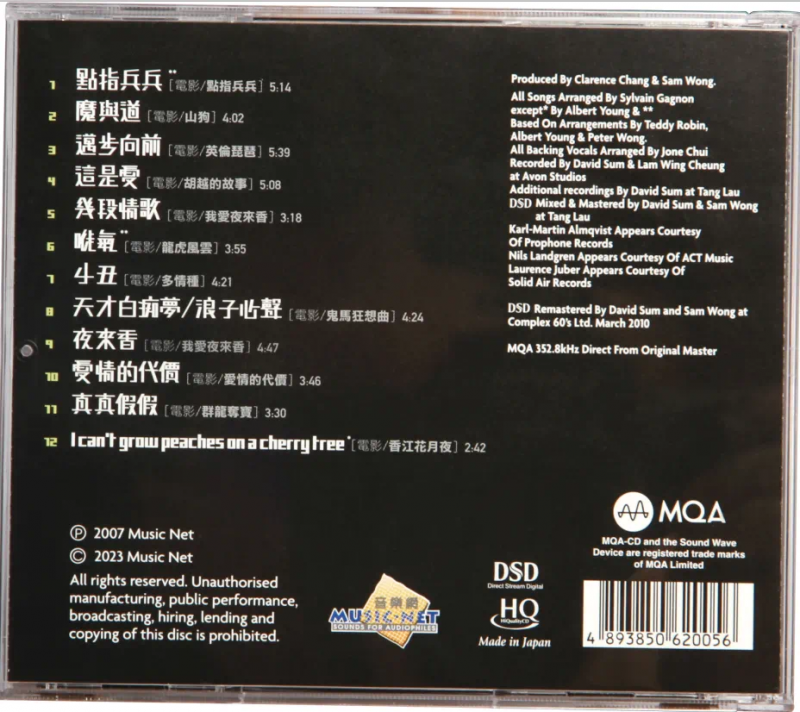 1 點指兵兵** [電影/點指兵兵] 5:14
2 魔與道 [電影/山狗] 4:02
3 邁步向前 [電影/英倫琵琶] 5:39
4 這是愛 [電影/胡越的故事] 5:08
5 幾段情歌 [電影/我愛夜來香] 3:18
6 唯氣** [電影/龍虎風雲] 3:55
7 小丑 [電影/多情種] 4:21
8 天才白痴夢/浪子心聲 [電影/鬼馬狂想曲] 4:24
9 夜來香 [電影/我愛夜來香] 4:47
10 愛情的代價 [電影/愛情的代價] 3:46
11 真真假假 [電影/群龍奪寶] 3:30
12 I can't grow peaches on a cherry tree* [電影/香江花月夜] 2:42
Produced By Clarence Chang & Sam Wong.
All Songs Arranged By Sylvain Gagnon
except* By Albert Young & **
Based On Arrangements By Teddy Robin,
Albert Young & Peter Wong.
All Backing Vocals Arranged By Jone Chui
Recorded By David Sum & Lam Wing Cheung
at Avon Studios
Additional recordings By David Sum at Tang Lau
DSD Mixed & Mastered by David Sum & Sam Wong
at Tang Lau
Karl-Martin Almqvist Appears Courtesy
Of Prophone Records
Nils Landgren Appears Courtesy Of ACT Music
Laurence Juber Appears Courtesy Of
Solid Air Records
DSD Remastered By David Sum and Sam Wong at
Complex 60's Ltd. March 2010
MQA 352.8kHz Direct From Original Master
Ⓟ 2007 Music Net
© 2023 Music Net
All rights reserved. Unauthorised
manufacturing, public performance,
broadcasting, hiring, lending and
copying of this disc is prohibited.
音樂網
MUSIC-NET
SOUNDS FOR AUDIOPHILES
DSD
Direct Stream Digital
HQ
HiQualityCD
Made in Japan
MQA
MQA-CD and the Sound Wave
Device are registered trade marks
of MQA Limited
4 893850 620056